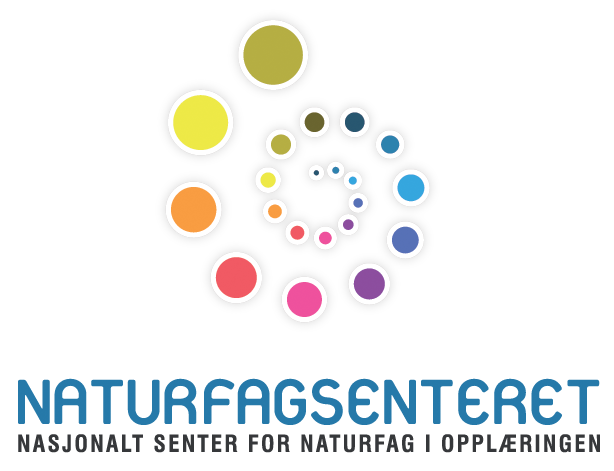 NATURFAGSENTERET
NASJONALT SENTER FOR NATURFAG I OPPLÆRINGEN